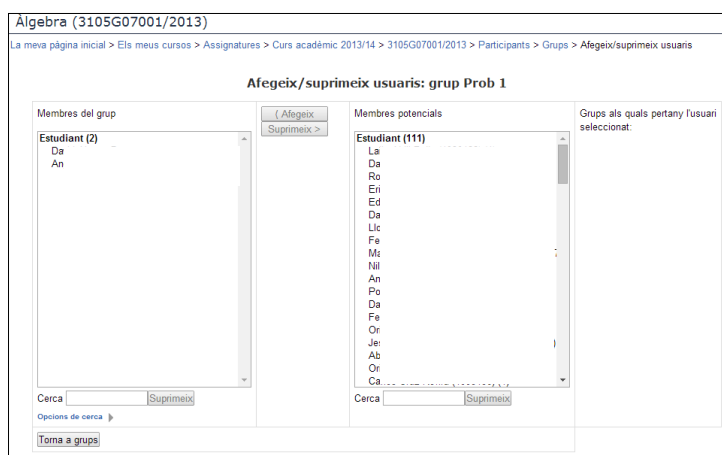 Àlgebra (3105G07001/2013)
La meva pàgina inicial > Els meus cursos > Assignatures > Curs acadèmic 2013/14 > 3105G07001/2013 > Participants > Grups > Afegeix/suprimeix usuaris
Afegeix/suprimeix usuaris: grup Prob 1
Membres del grup
Estudiant (2)
Da
An
Cerca Suprimeix
Opcions de cerca
Torna a grups
⟨ Afegeix
Suprimeix >
Membres potencials
Estudiant (111)
La
Da
Ro
Eri
Ed
Da
Llc
Fe
Ma
Nil
An
Po
Da
Fe
Ori
Jes )
Ab
Ori
Cerca Suprimeix
Grups als quals pertany l'usuari
seleccionat: